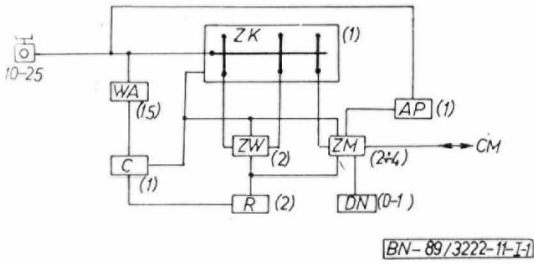 ZK (1)
10-25
WA
(15)
AP (1)
ZW (2)
ZM (2÷4)
CM
C
(1)
R (2)
DN (0-1)
BN-89/3222-11-I-1